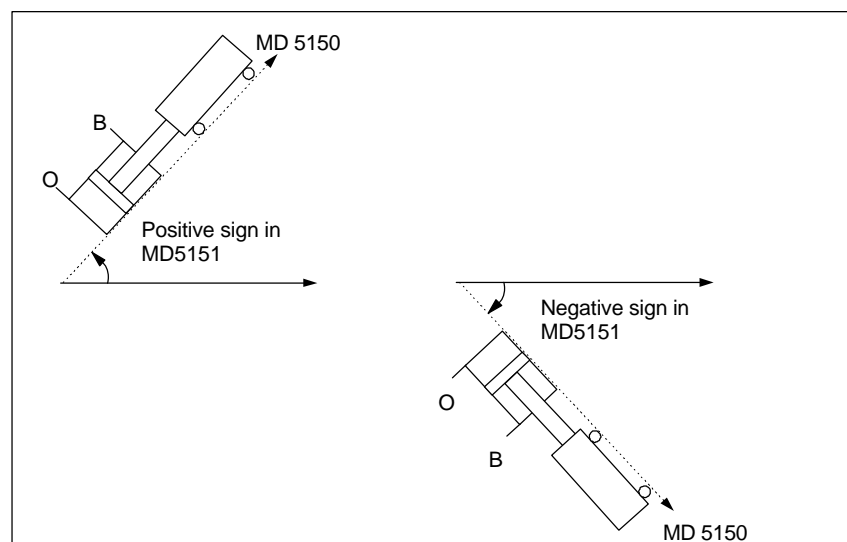 MD 5150
B
O
Positive sign in
MD5151
Negative sign in
MD5151
O
B
MD 5150